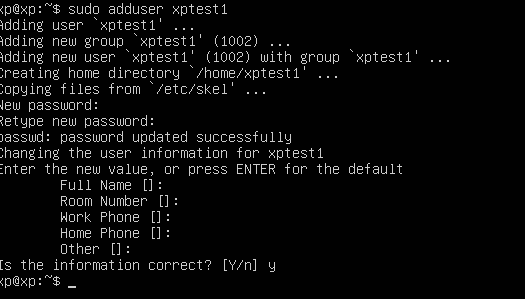 xp@xp:~$ sudo adduser xptest1
Adding user `xptest1' ...
Adding new group `xptest1' (1002) ...
Adding new user `xptest1' (1002) with group `xptest1' ...
Creating home directory `/home/xptest1' ...
Copying files from `/etc/skel' ...
New password:
Retype new password:
passwd: password updated successfully
Changing the user information for xptest1
Enter the new value, or press ENTER for the default
Full Name []:
Room Number []:
Work Phone []:
Home Phone []:
Other []:
Is the information correct? [Y/n] y
xp@xp:~$ _